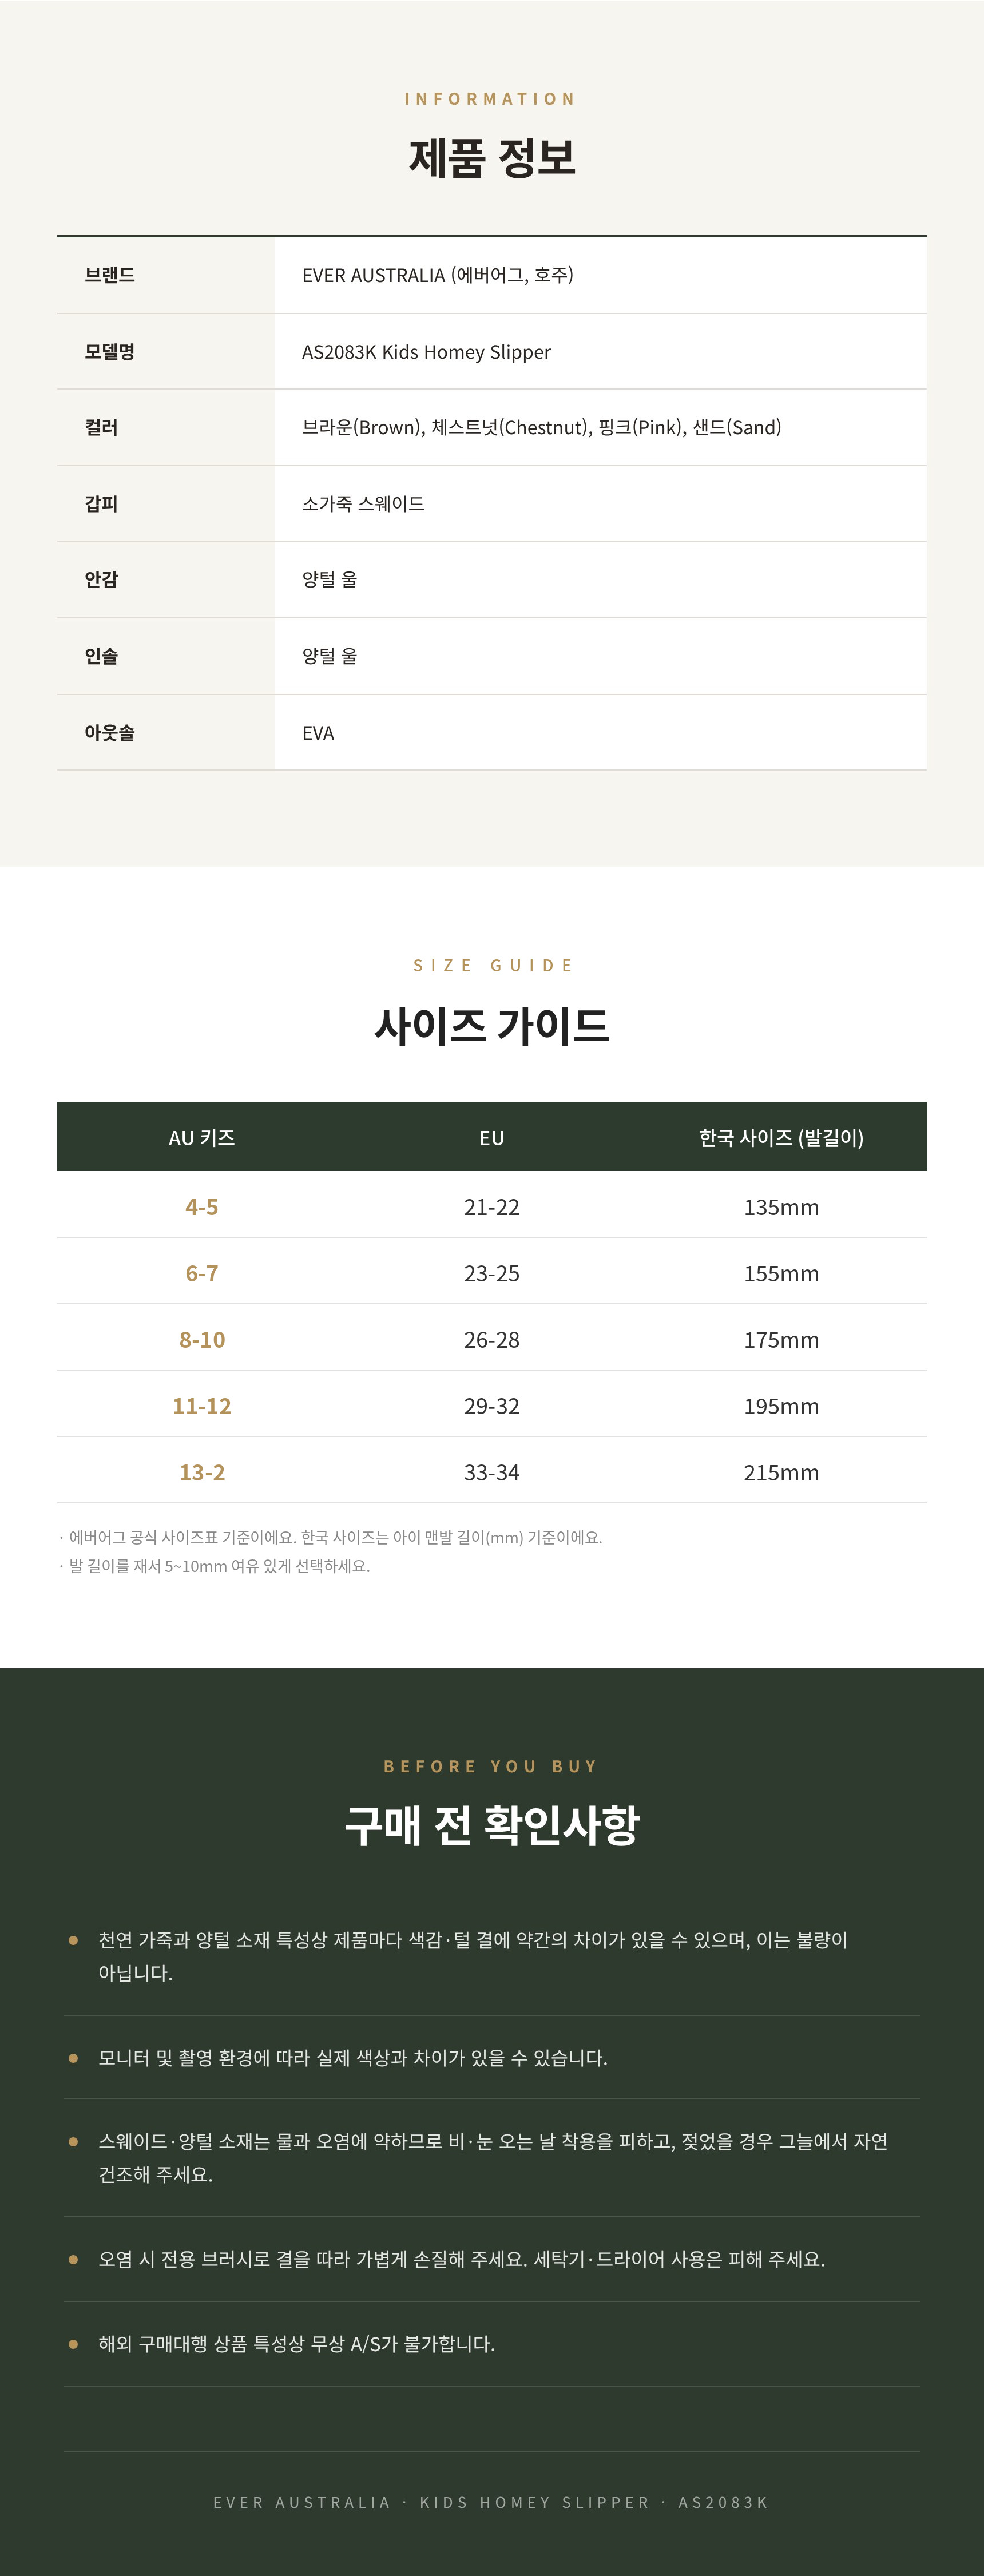 INFORMATION
제품 정보
브랜드 EVER AUSTRALIA (에버어그, 호주)
모델명 AS2083K Kids Homey Slipper
컬러 브라운(Brown), 체스트넛(Chestnut), 핑크(Pink), 샌드(Sand)
갑피 소가죽 스웨이드
안감 양털 울
인솔 양털 울
아웃솔 EVA
SIZE GUIDE
사이즈 가이드
AU 키즈 EU 한국 사이즈 (발길이)
4-5 21-22 135mm
6-7 23-25 155mm
8-10 26-28 175mm
11-12 29-32 195mm
13-2 33-34 215mm
· 에버어그 공식 사이즈표 기준이에요. 한국 사이즈는 아이 맨발 길이(mm) 기준이에요.
· 발 길이를 재서 5~10mm 여유 있게 선택하세요.
BEFORE YOU BUY
구매 전 확인사항
천연 가죽과 양털 소재 특성상 제품마다 색감·털 결에 약간의 차이가 있을 수 있으며, 이는 불량이
아닙니다.
모니터 및 촬영 환경에 따라 실제 색상과 차이가 있을 수 있습니다.
스웨이드·양털 소재는 물과 오염에 약하므로 비·눈 오는 날 착용을 피하고, 젖었을 경우 그늘에서 자연
건조해 주세요.
오염 시 전용 브러시로 결을 따라 가볍게 손질해 주세요. 세탁기·드라이어 사용은 피해 주세요.
해외 구매대행 상품 특성상 무상 A/S가 불가합니다.
EVER AUSTRALIA · KIDS HOMEY SLIPPER · AS2083K